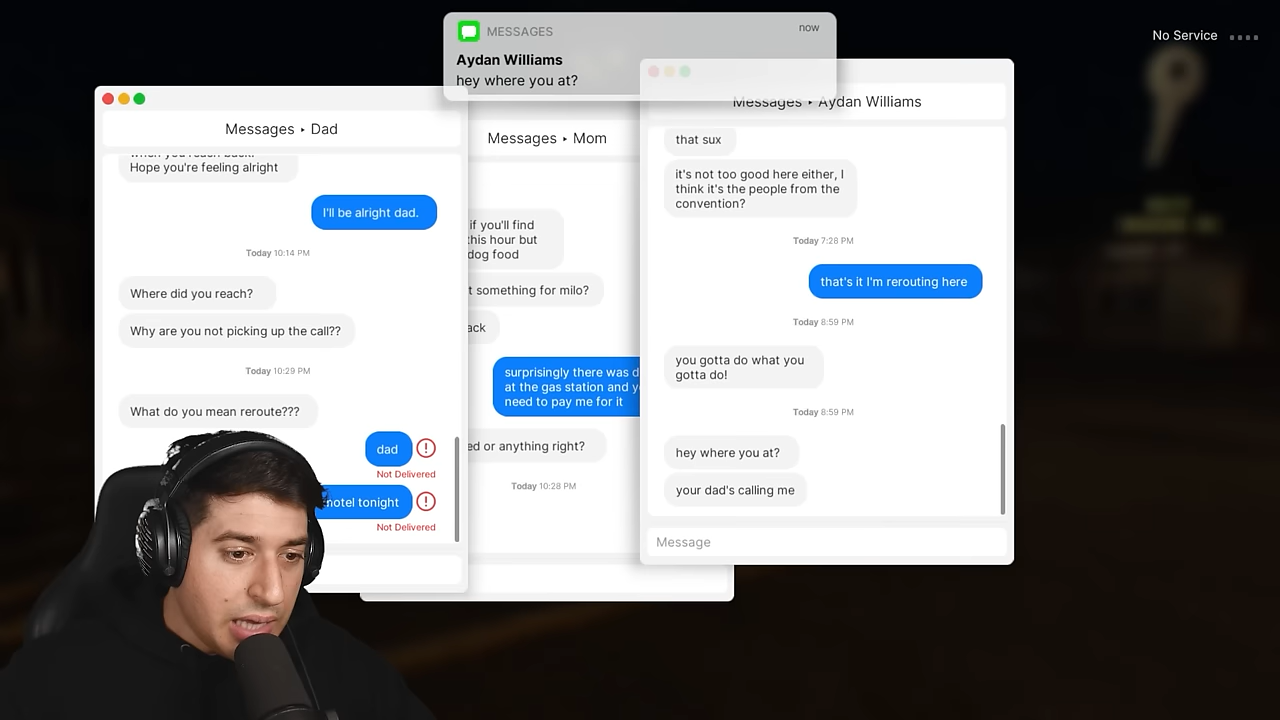 MESSAGES
now
Aydan Williams
hey where you at?
No Service
Messages ‣ Dad
when you reach back.
Hope you're feeling alright
I'll be alright dad.
Today 10:14 PM
Where did you reach?
Why are you not picking up the call??
Today 10:29 PM
What do you mean reroute???
dad
Not Delivered
motel tonight
Not Delivered
Messages ‣ Mom
if you'll find
this hour but
dog food
t something for milo?
ack
surprisingly there was d
at the gas station and y
need to pay me for it
ed or anything right?
Today 10:28 PM
Messages ‣ Aydan Williams
that sux
it's not too good here either, I
think it's the people from the
convention?
Today 7:28 PM
that's it I'm rerouting here
Today 8:59 PM
you gotta do what you
gotta do!
Today 8:59 PM
hey where you at?
your dad's calling me
Message